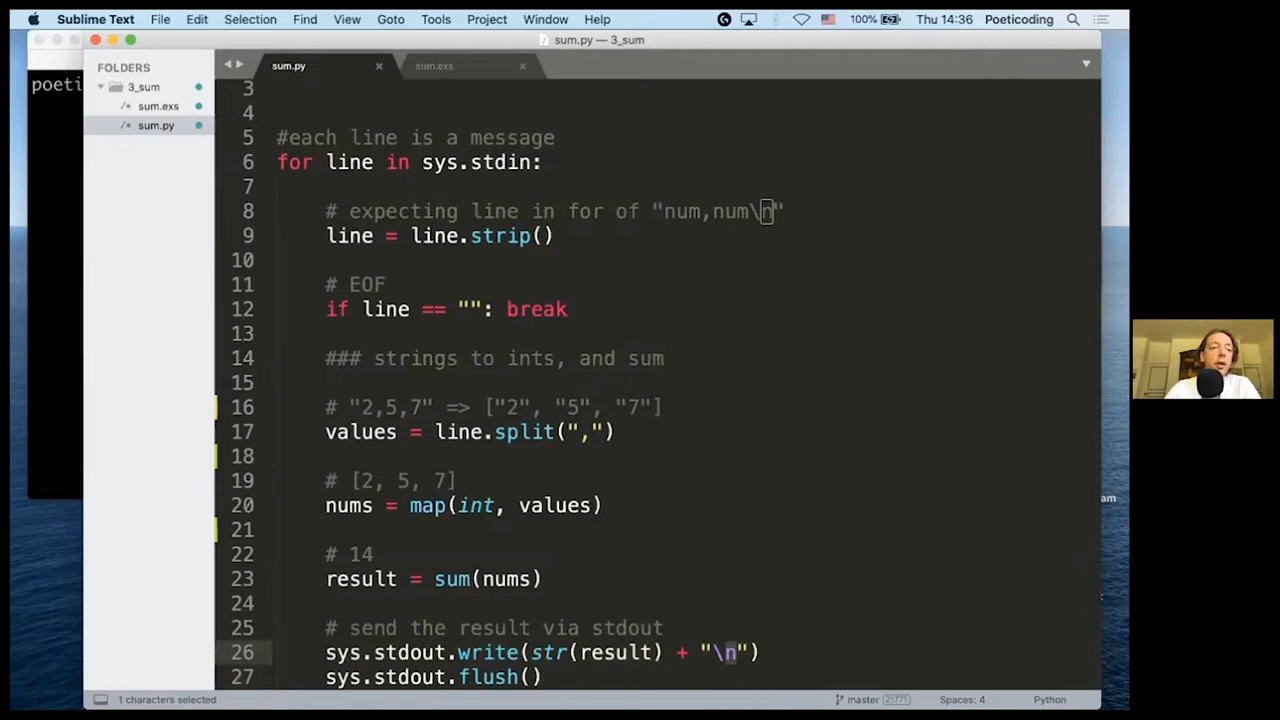 Sublime Text File Edit Selection Find View Goto Tools Project Window Help 100% Thu 14:36 Poeticoding
sum.py — 3_sum
FOLDERS
3_sum
/* sum.exs
/* sum.py
poeti
sum.py × sum.exs ×
3
4
5 #each line is a message
6 for line in sys.stdin:
7
8 # expecting line in for of "num,num\n"
9 line = line.strip()
10
11 # EOF
12 if line == "": break
13
14 ### strings to ints, and sum
15
16 # "2,5,7" => ["2", "5", "7"]
17 values = line.split(",")
18
19 # [2, 5, 7]
20 nums = map(int, values)
21
22 # 14
23 result = sum(nums)
24
25 # send the result via stdout
26 sys.stdout.write(str(result) + "\n")
27 sys.stdout.flush()
am
1 characters selected master 21771 Spaces: 4 Python